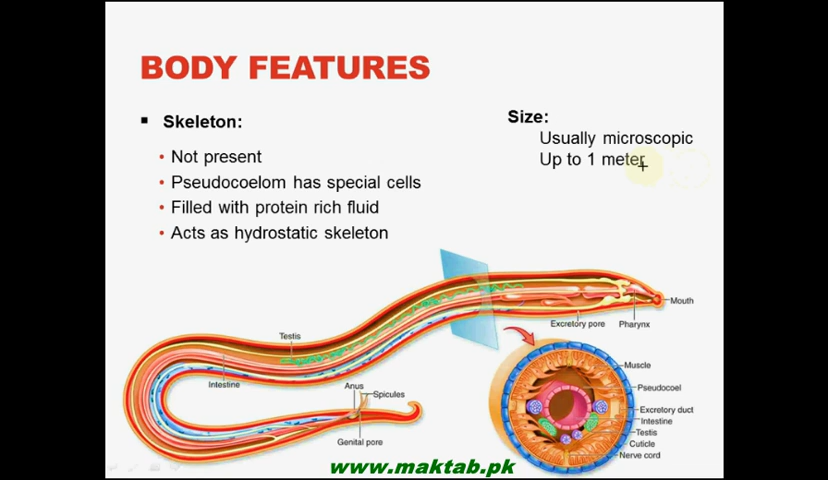 BODY FEATURES
▪ Skeleton:
• Not present
• Pseudocoelom has special cells
• Filled with protein rich fluid
• Acts as hydrostatic skeleton
Size:
Usually microscopic
Up to 1 meter
Mouth
Pharynx
Excretory pore
Testis
Intestine
Anus
Spicules
Genital pore
Muscle
Pseudocoel
Excretory duct
Intestine
Testis
Cuticle
Nerve cord
www.maktab.pk